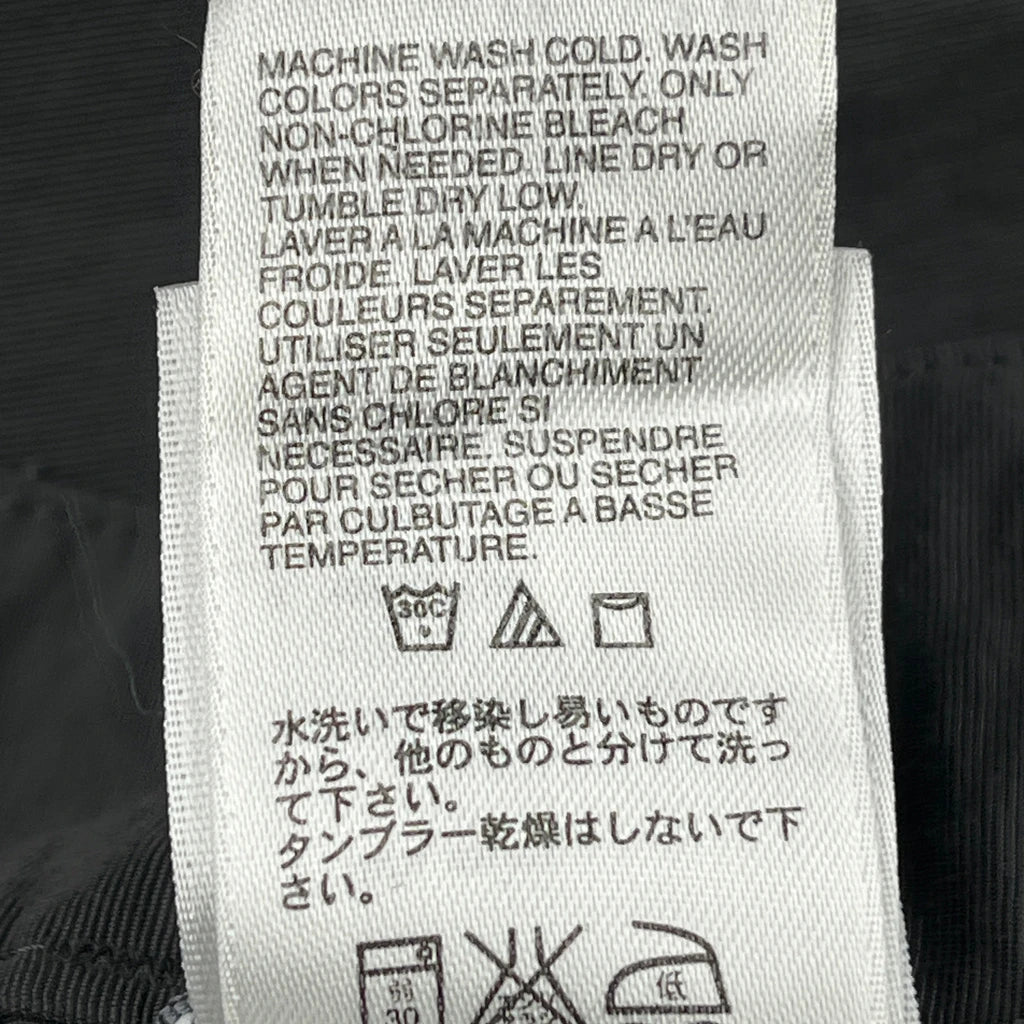 MACHINE WASH COLD. WASH
COLORS SEPARATELY. ONLY
NON-CHLORINE BLEACH
WHEN NEEDED. LINE DRY OR
TUMBLE DRY LOW.
LAVER A LA MACHINE A L'EAU
FROIDE. LAVER LES
COULEURS SEPAREMENT.
UTILISER SEULEMENT UN
AGENT DE BLANCHIMENT
SANS CHLORE SI
NECESSAIRE. SUSPENDRE
POUR SECHER OU SECHER
PAR CULBUTAGE A BASSE
TEMPERATURE.
30C
水洗いで移染し易いものです
から、他のものと分けて洗っ
て下さい。
タンブラー乾燥はしないで下
さい。
弱 低
30